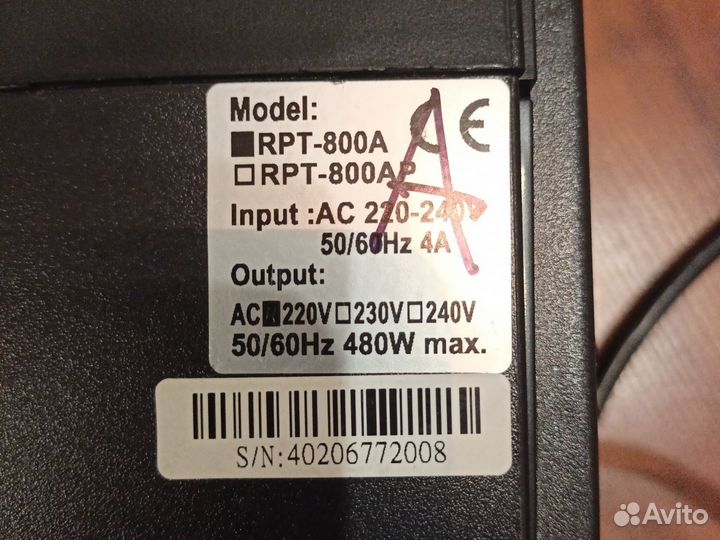 Model:
■RPT-800A CE
□RPT-800AP
Input :AC 220-240V
50/60Hz 4A
A
Output:
AC■220V□230V□240V
50/60Hz 480W max.
S/N:40206772008
Avito